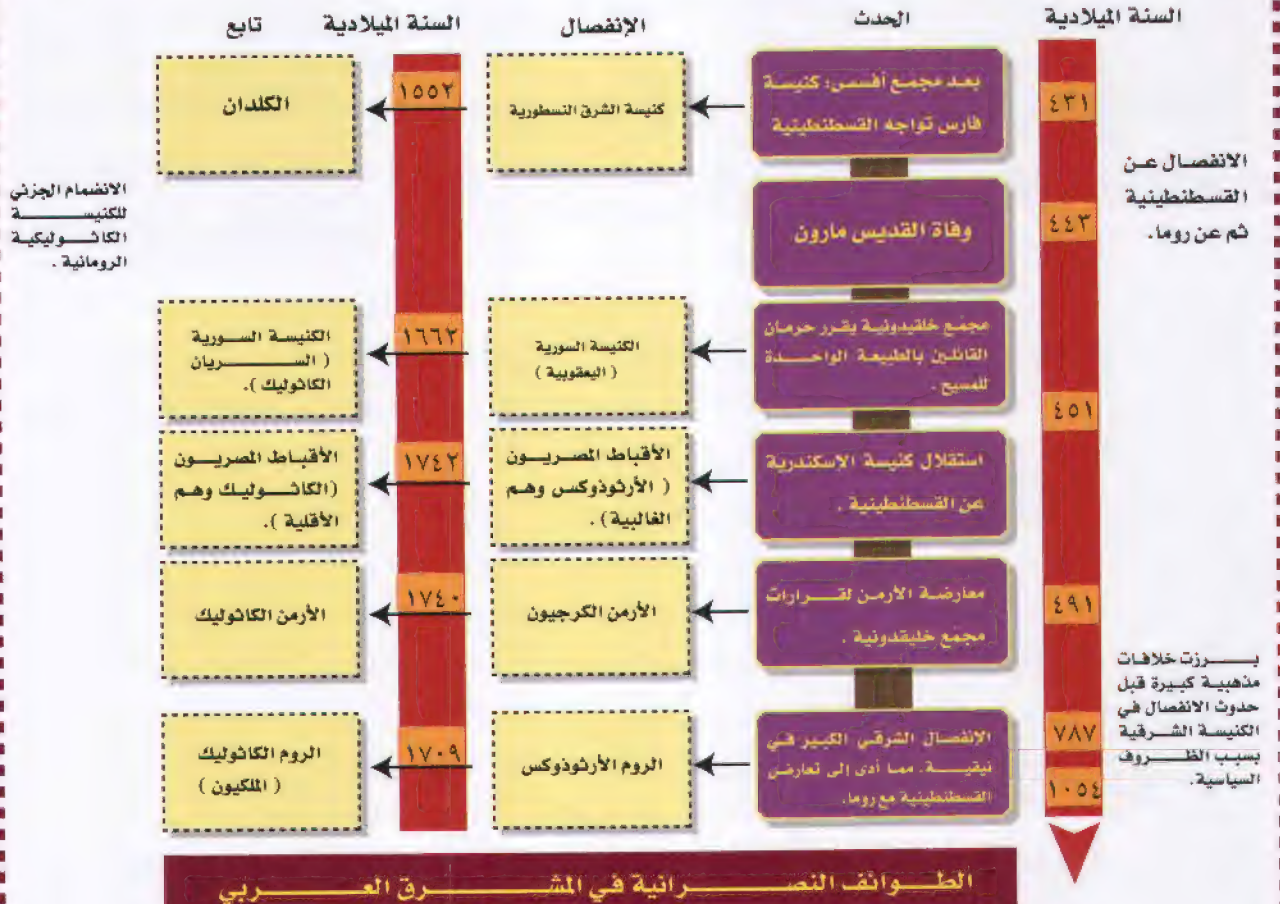 السنة الميلادية
الحدث
الإنفصال
السنة الميلادية
تابع
٤٣١
بعد مجمع أفسس؛ كنيسة
فارس تواجه القسطنطينية
كنيسة الشرق النسطورية
١٥٥٢
الكلدان
الانفصال عن
القسطنطينية
ثم عن روما.
٤٤٣
وفاة القديس مارون
الانضمام الجزئي
للكنيسة
الكاثوليكية
الرومانية .
مجمع خلقيدونية يقرر حرمان
القائلين بالطبيعة الواحدة
للمسيح .
الكنيسة السورية
( اليعقوبية )
١٦٦٢
الكنيسة السورية
( السريان
الكاثوليك ).
٤٥١
استقلال كنيسة الإسكندرية
عن القسطنطينية .
الأقباط المصريون
( الأرثوذوكس وهم
الغالبية ).
١٧٤٢
الأقباط المصريون
(الكاثوليك وهم
الأقلية ).
٤٩١
معارضة الأرمن لقرارات
مجمع خليقدونية .
الأرمن الكرجيون
١٧٤٠
الأرمن الكاثوليك
برزت خلافات
مذهبية كبيرة قبل
حدوث الانفصال في
الكنيسة الشرقية
بسبب الظروف
السياسية .
٧٨٧
١٠٥٤
الإنفصال الشرقي الكبير في
نيقية. مما أدى إلى تعارض
القسطنطينية مع روما.
الروم الأرثوذوكس
١٧٠٩
الروم الكاثوليك
( الملكيون )
الطوائف النصرانية في المشرق العربي